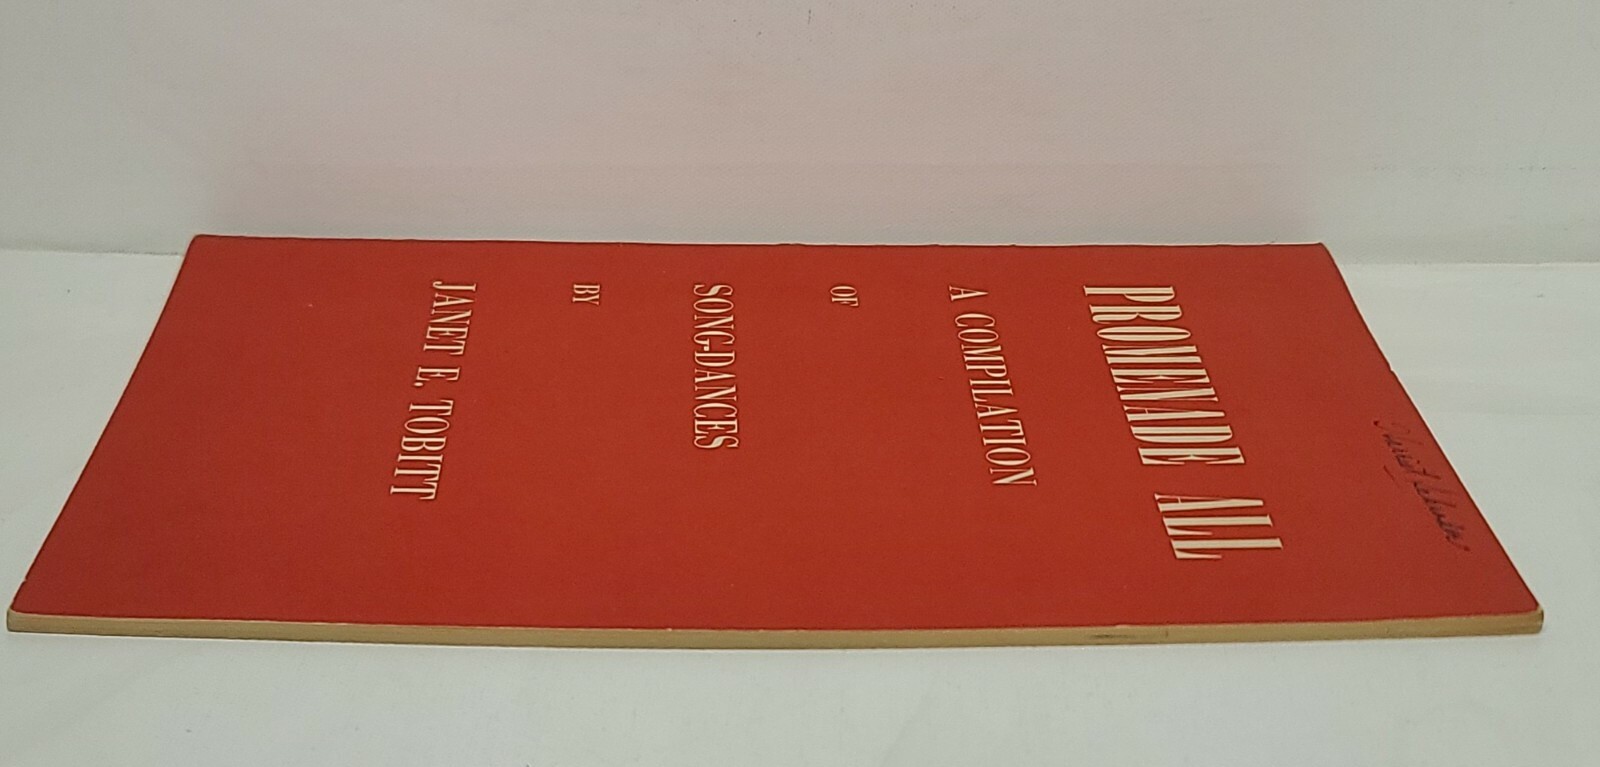 PROMENADE ALL
A COMPILATION
OF
SONG-DANCES
BY
JANET E. TOBITT